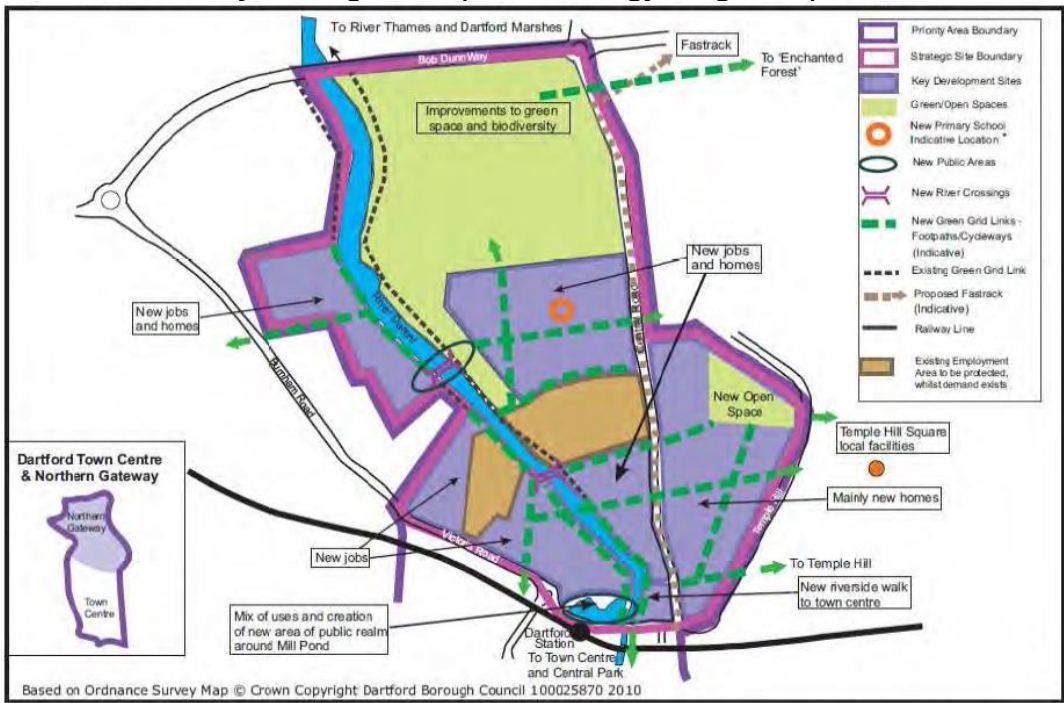 To River Thames and Dartford Marshes
Bob Dunn Way
Fastrack
To 'Enchanted
Forest'
Improvements to green
space and biodiversity
New jobs
and homes
New jobs
and homes
River Darent
Burnham Road
Central Road
New Open
Space
Temple Hill Square
local facilities
Mainly new homes
Temple Hill
New jobs
Victoria Road
To Temple Hill
New riverside walk
to town centre
Mix of uses and creation
of new area of public realm
around Mill Pond
Dartford
Station
To Town Centre
and Central Park
Dartford Town Centre
& Northern Gateway
Northern
Gateway
Town
Centre
Priority Area Boundary
Strategic Site Boundary
Key Development Sites
Green/Open Spaces
New Primary School
Indicative Location *
New Public Areas
New River Crossings
New Green Grid Links -
Footpaths/Cycleways
(Indicative)
Existing Green Grid Link
Proposed Fastrack
(Indicative)
Railway Line
Existing Employment
Area to be protected,
whilst demand exists
Based on Ordnance Survey Map © Crown Copyright Dartford Borough Council 100025870 2010